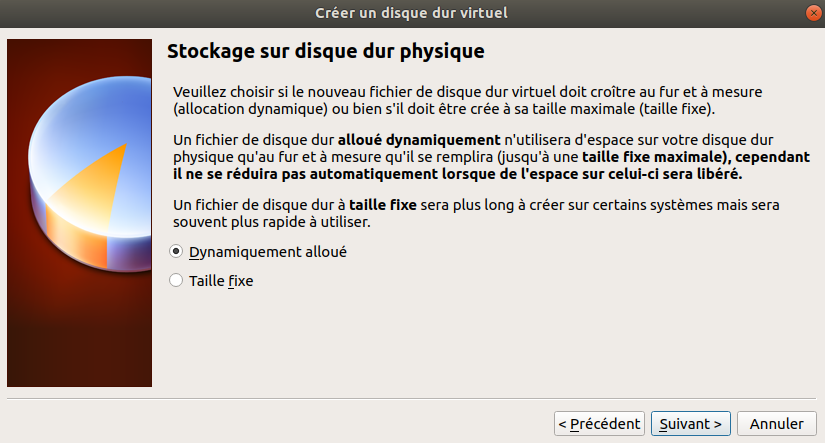 Créer un disque dur virtuel
Stockage sur disque dur physique
Veuillez choisir si le nouveau fichier de disque dur virtuel doit croître au fur et à mesure
(allocation dynamique) ou bien s'il doit être crée à sa taille maximale (taille fixe).
Un fichier de disque dur alloué dynamiquement n'utilisera d'espace sur votre disque dur
physique qu'au fur et à mesure qu'il se remplira (jusqu'à une taille fixe maximale), cependant
il ne se réduira pas automatiquement lorsque de l'espace sur celui-ci sera libéré.
Un fichier de disque dur à taille fixe sera plus long à créer sur certains systèmes mais sera
souvent plus rapide à utiliser.
Dynamiquement alloué
Taille fixe
< Précédent Suivant > Annuler